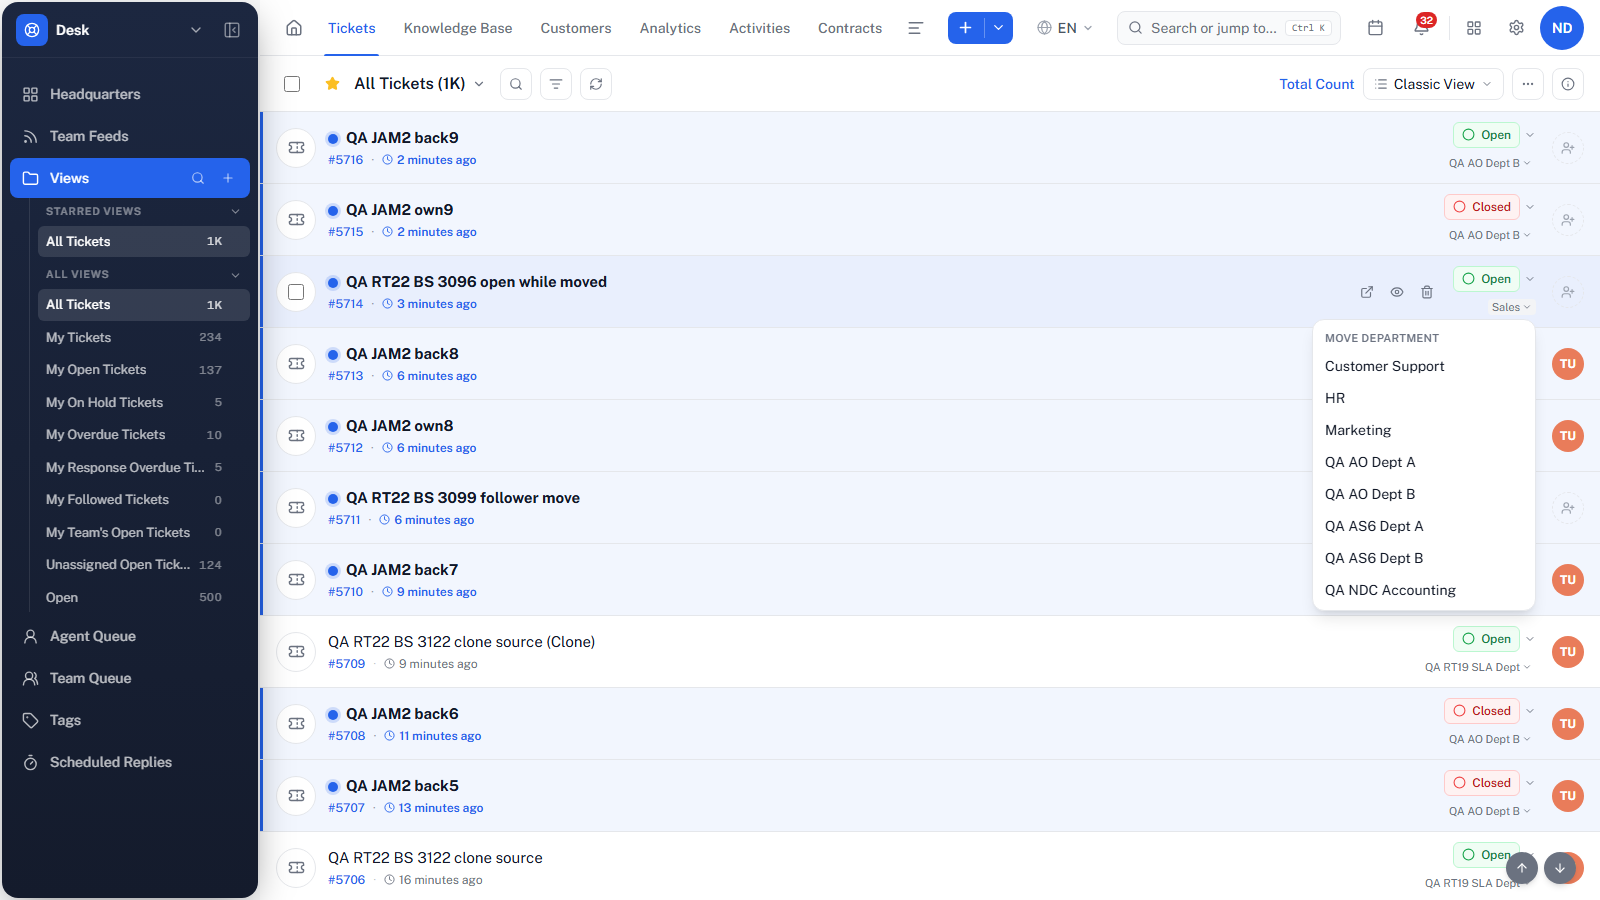 Desk
Headquarters
Team Feeds
Views
STARRED VIEWS
All Tickets 1K
ALL VIEWS
All Tickets 1K
My Tickets 234
My Open Tickets 137
My On Hold Tickets 5
My Overdue Tickets 10
My Response Overdue Ti... 5
My Followed Tickets 0
My Team's Open Tickets 0
Unassigned Open Tick... 124
Open 500
Agent Queue
Team Queue
Tags
Scheduled Replies
Tickets Knowledge Base Customers Analytics Activities Contracts EN Search or jump to... Ctrl K 32 ND
All Tickets (1K) Total Count Classic View
QA JAM2 back9 Open
#5716 · 2 minutes ago QA AO Dept B
QA JAM2 own9 Closed
#5715 · 2 minutes ago QA AO Dept B
QA RT22 BS 3096 open while moved Open
#5714 · 3 minutes ago Sales
MOVE DEPARTMENT
Customer Support
HR
Marketing
QA AO Dept A
QA AO Dept B
QA AS6 Dept A
QA AS6 Dept B
QA NDC Accounting
QA JAM2 back8
#5713 · 6 minutes ago TU
QA JAM2 own8
#5712 · 6 minutes ago TU
QA RT22 BS 3099 follower move
#5711 · 6 minutes ago
QA JAM2 back7
#5710 · 9 minutes ago TU
QA RT22 BS 3122 clone source (Clone) Open
#5709 · 9 minutes ago QA RT19 SLA Dept TU
QA JAM2 back6 Closed
#5708 · 11 minutes ago QA AO Dept B TU
QA JAM2 back5 Closed
#5707 · 13 minutes ago QA AO Dept B TU
QA RT22 BS 3122 clone source Open
#5706 · 16 minutes ago QA RT19 SLA Dept